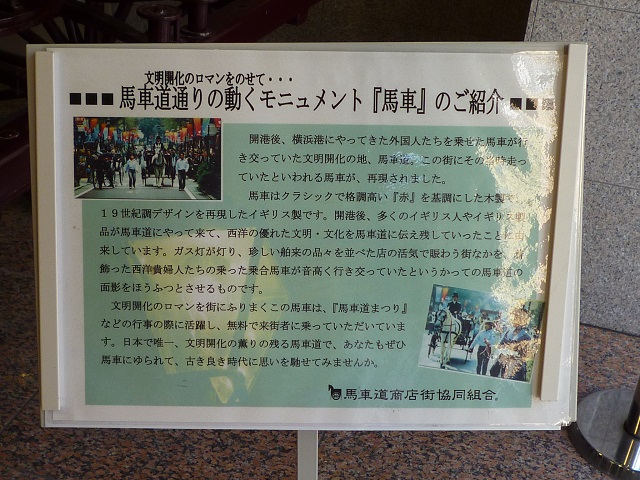 文明開化のロマンをのせて・・・
■■■馬車道通りの動くモニュメント『馬車』のご紹介■■■
開港後、横浜港にやってきた外国人たちを乗せた馬車が行
き交っていた文明開化の地、馬車道。この街にその当時走っ
ていたといわれる馬車が、再現されました。
馬車はクラシックで格調高い『赤』を基調にした木製
19世紀調デザインを再現したイギリス製です。開港後、多くのイギリス人やイギリス
品が馬車道にやって来て、西洋の優れた文明・文化を馬車道に伝え残していったことに由
来しています。ガス灯が灯り、珍しい舶来の品々を並べた店の活気で賑わう街なかを、着
飾った西洋貴婦人たちの乗った乗合馬車が音高く行き交っていたというかつての馬車道の
面影をほうふつとさせるものです。
文明開化のロマンを街にふりまくこの馬車は、『馬車道まつり』
などの行事の際に活躍し、無料で来街者に乗っていただいていま
す。日本で唯一、文明開化の薫りの残る馬車道で、あなたもぜひ
馬車にゆられて、古き良き時代に思いを馳せてみませんか。
馬車道商店街協同組合